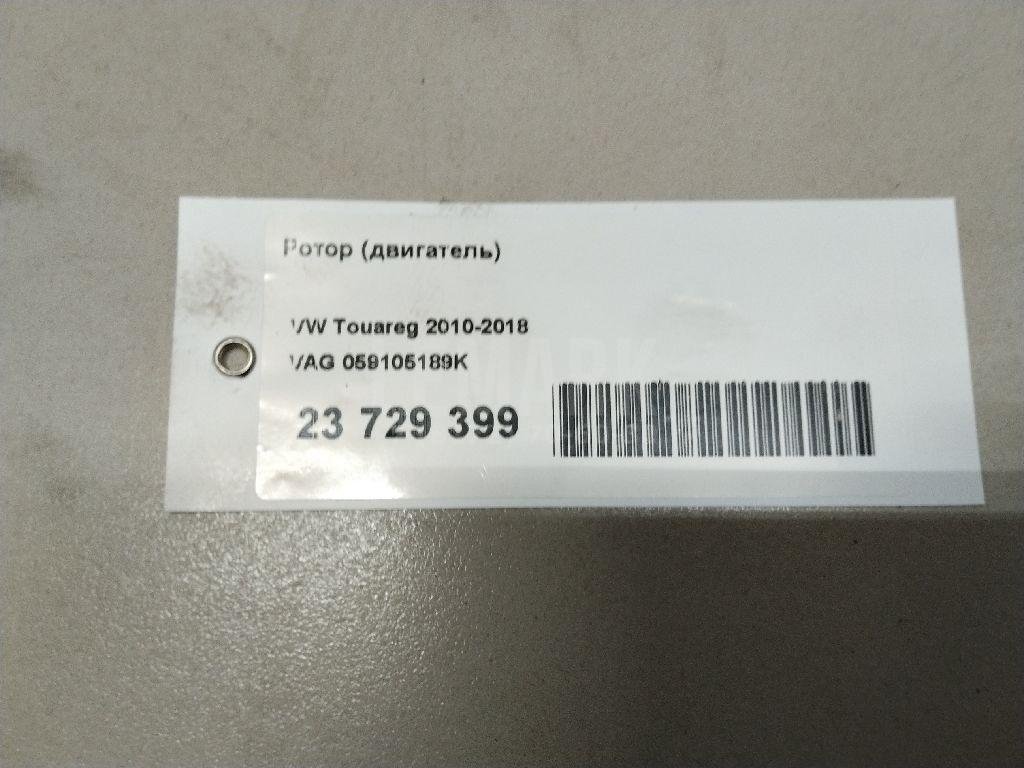 Ротор (двигатель)
VW Touareg 2010-2018
VAG 059105189K
23 729 399